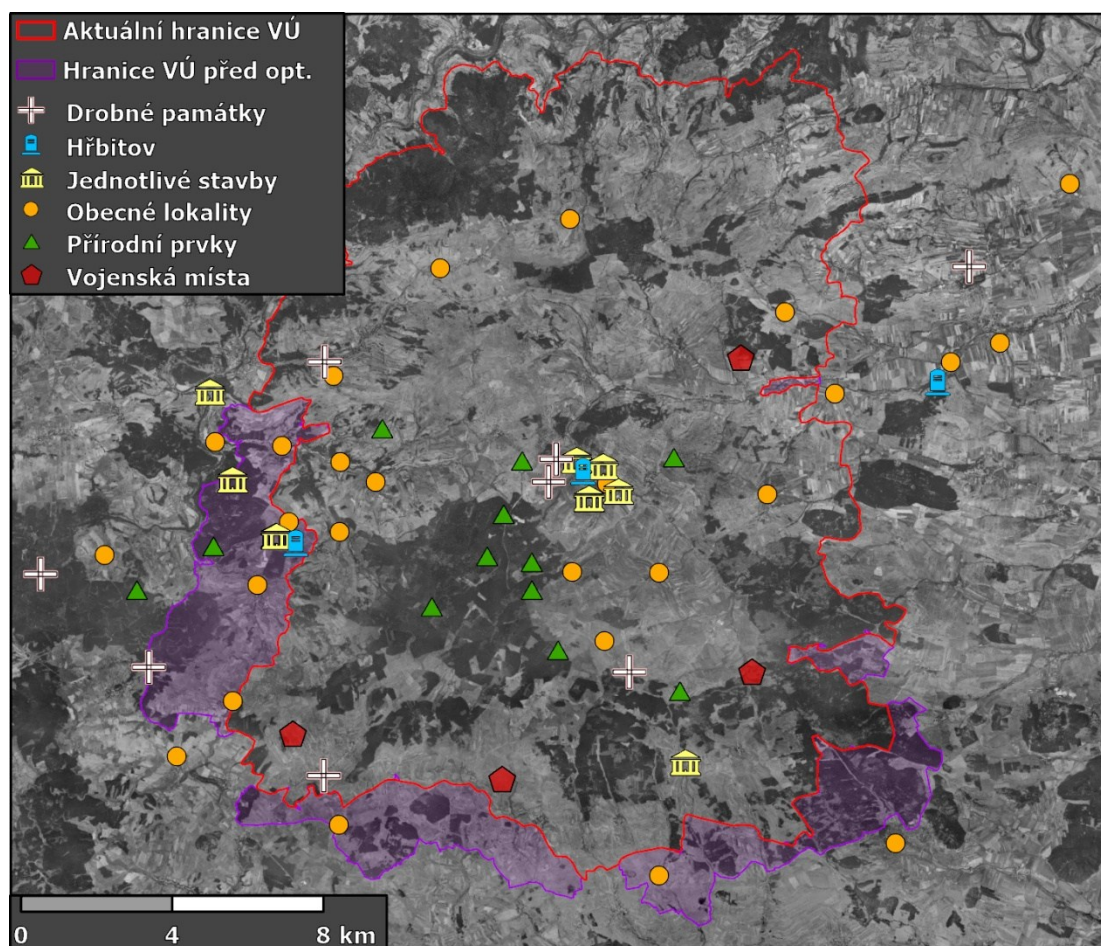 Aktuální hranice VÚ
Hranice VÚ před opt.
Drobné památky
Hřbitov
Jednotlivé stavby
Obecné lokality
Přírodní prvky
Vojenská místa
0 4 8 km